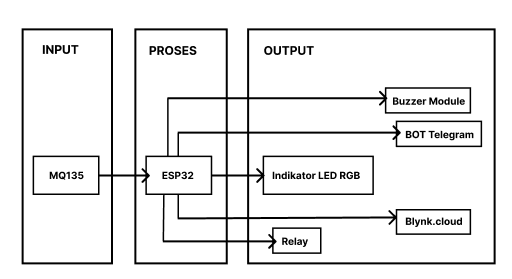 INPUT
PROSES
OUTPUT
Buzzer Module
BOT Telegram
MQ135
ESP32
Indikator LED RGB
Blynk.cloud
Relay